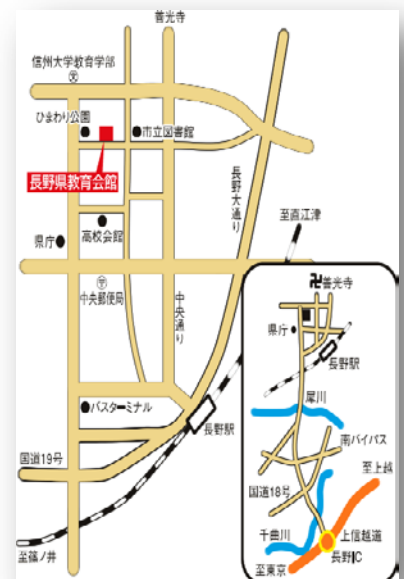 善光寺
信州大学教育学部
ひまわり公園
市立図書館
長野県教育会館
長野大通り
至直江津
高校会館
県庁
中央郵便局
中央通り
バスターミナル
長野駅
国道19号
至篠ノ井
善光寺
県庁
長野駅
犀川
南バイパス
至上越
国道18号
千曲川
上信越道
長野IC
至東京